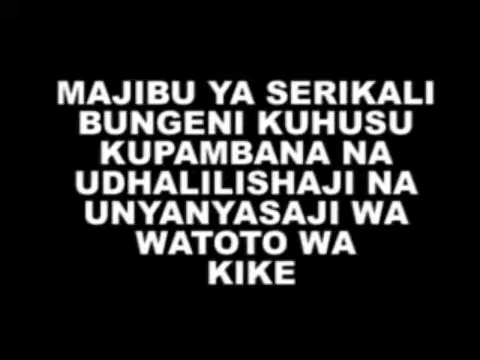 MAJIBU YA SERIKALI
BUNGENI KUHUSU
KUPAMBANA NA
UDHALILISHAJI NA
UNYANYASAJI WA
WATOTO WA
KIKE